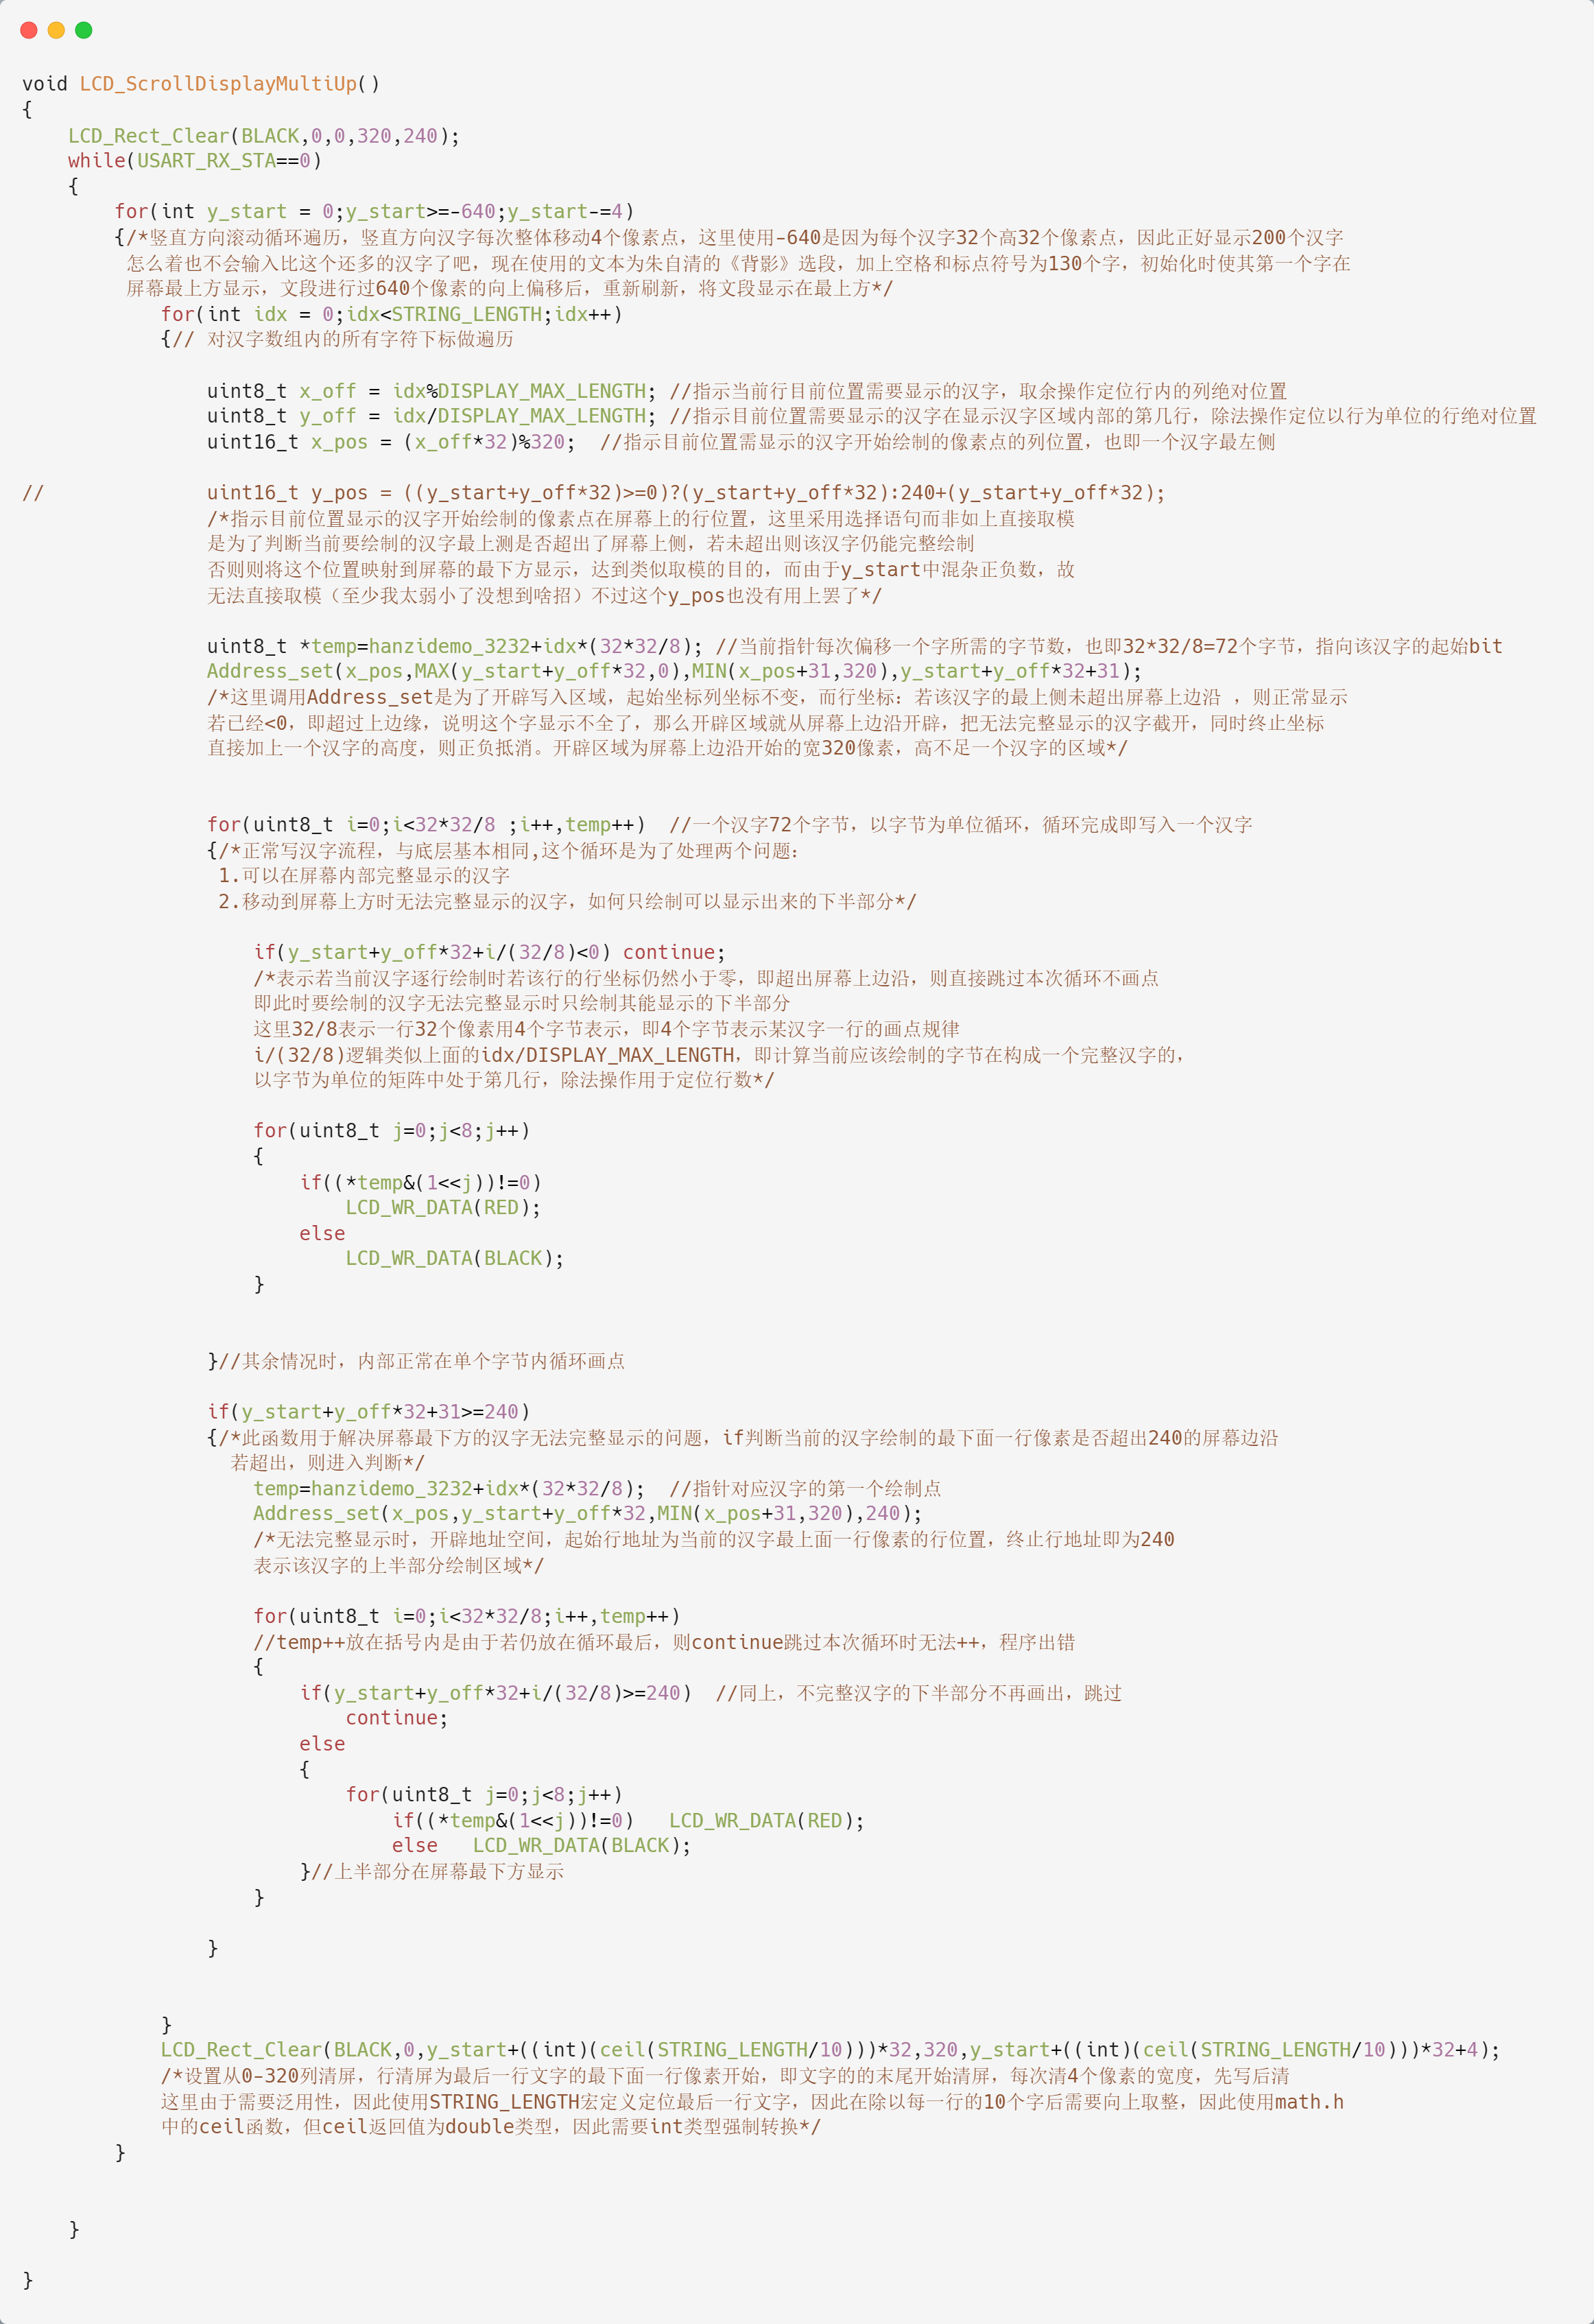 void LCD_ScrollDisplayMultiUp()
{
    LCD_Rect_Clear(BLACK,0,0,320,240);
    while(USART_RX_STA==0)
    {
        for(int y_start = 0;y_start>=-640;y_start-=4)
        {/*竖直方向滚动循环遍历，竖直方向汉字每次整体移动4个像素点，这里使用-640是因为每个汉字32个高32个像素点，因此正好显示200个汉字
         怎么着也不会输入比这个还多的汉字了吧，现在使用的文本为朱自清的《背影》选段，加上空格和标点符号为130个字，初始化时使其第一个字在
         屏幕最上方显示，文段进行过640个像素的向上偏移后，重新刷新，将文段显示在最上方*/
            for(int idx = 0;idx<STRING_LENGTH;idx++)
            {// 对汉字数组内的所有字符下标做遍历
                uint8_t x_off = idx%DISPLAY_MAX_LENGTH; //指示当前行目前位置需要显示的汉字，取余操作定位行内的列绝对位置
                uint8_t y_off = idx/DISPLAY_MAX_LENGTH; //指示目前位置需要显示的汉字在显示汉字区域内部的第几行，除法操作定位以行为单位的行绝对位置
                uint16_t x_pos = (x_off*32)%320;  //指示目前位置需显示的汉字开始绘制的像素点的列位置，也即一个汉字最左侧
//              uint16_t y_pos = ((y_start+y_off*32)>=0)?(y_start+y_off*32):240+(y_start+y_off*32);
                /*指示目前位置显示的汉字开始绘制的像素点在屏幕上的行位置，这里采用选择语句而非如上直接取模
                是为了判断当前要绘制的汉字最上测是否超出了屏幕上侧，若未超出则该汉字仍能完整绘制
                否则则将这个位置映射到屏幕的最下方显示，达到类似取模的目的，而由于y_start中混杂正负数，故
                无法直接取模（至少我太弱小了没想到啥招）不过这个y_pos也没有用上罢了*/
                uint8_t *temp=hanzidemo_3232+idx*(32*32/8); //当前指针每次偏移一个字所需的字节数，也即32*32/8=72个字节，指向该汉字的起始bit
                Address_set(x_pos,MAX(y_start+y_off*32,0),MIN(x_pos+31,320),y_start+y_off*32+31);
                /*这里调用Address_set是为了开辟写入区域，起始坐标列坐标不变，而行坐标：若该汉字的最上侧未超出屏幕上边沿 ，则正常显示
                若已经<0，即超过上边缘，说明这个字显示不全了，那么开辟区域就从屏幕上边沿开辟，把无法完整显示的汉字截开，同时终止坐标
                直接加上一个汉字的高度，则正负抵消。开辟区域为屏幕上边沿开始的宽320像素，高不足一个汉字的区域*/
                for(uint8_t i=0;i<32*32/8 ;i++,temp++)  //一个汉字72个字节，以字节为单位循环，循环完成即写入一个汉字
                {/*正常写汉字流程，与底层基本相同,这个循环是为了处理两个问题：
                 1.可以在屏幕内部完整显示的汉字
                 2.移动到屏幕上方时无法完整显示的汉字，如何只绘制可以显示出来的下半部分*/
                    if(y_start+y_off*32+i/(32/8)<0) continue;
                    /*表示若当前汉字逐行绘制时若该行的行坐标仍然小于零，即超出屏幕上边沿，则直接跳过本次循环不画点
                    即此时要绘制的汉字无法完整显示时只绘制其能显示的下半部分
                    这里32/8表示一行32个像素用4个字节表示，即4个字节表示某汉字一行的画点规律
                    i/(32/8)逻辑类似上面的idx/DISPLAY_MAX_LENGTH，即计算当前应该绘制的字节在构成一个完整汉字的，
                    以字节为单位的矩阵中处于第几行，除法操作用于定位行数*/
                    for(uint8_t j=0;j<8;j++)
                    {
                        if((*temp&(1<<j))!=0)
                            LCD_WR_DATA(RED);
                        else
                            LCD_WR_DATA(BLACK);
                    }
                }//其余情况时，内部正常在单个字节内循环画点
                if(y_start+y_off*32+31>=240)
                {/*此函数用于解决屏幕最下方的汉字无法完整显示的问题，if判断当前的汉字绘制的最下面一行像素是否超出240的屏幕边沿
                  若超出，则进入判断*/
                    temp=hanzidemo_3232+idx*(32*32/8);  //指针对应汉字的第一个绘制点
                    Address_set(x_pos,y_start+y_off*32,MIN(x_pos+31,320),240);
                    /*无法完整显示时，开辟地址空间，起始行地址为当前的汉字最上面一行像素的行位置，终止行地址即为240
                    表示该汉字的上半部分绘制区域*/
                    for(uint8_t i=0;i<32*32/8;i++,temp++)
                    //temp++放在括号内是由于若仍放在循环最后，则continue跳过本次循环时无法++，程序出错
                    {
                        if(y_start+y_off*32+i/(32/8)>=240)  //同上，不完整汉字的下半部分不再画出，跳过
                            continue;
                        else
                        {
                            for(uint8_t j=0;j<8;j++)
                                if((*temp&(1<<j))!=0)   LCD_WR_DATA(RED);
                                else   LCD_WR_DATA(BLACK);
                        }//上半部分在屏幕最下方显示
                    }
                }
            }
            LCD_Rect_Clear(BLACK,0,y_start+((int)(ceil(STRING_LENGTH/10)))*32,320,y_start+((int)(ceil(STRING_LENGTH/10)))*32+4);
            /*设置从0-320列清屏，行清屏为最后一行文字的最下面一行像素开始，即文字的的末尾开始清屏，每次清4个像素的宽度，先写后清
            这里由于需要泛用性，因此使用STRING_LENGTH宏定义定位最后一行文字，因此在除以每一行的10个字后需要向上取整，因此使用math.h
            中的ceil函数，但ceil返回值为double类型，因此需要int类型强制转换*/
        }
    }
}